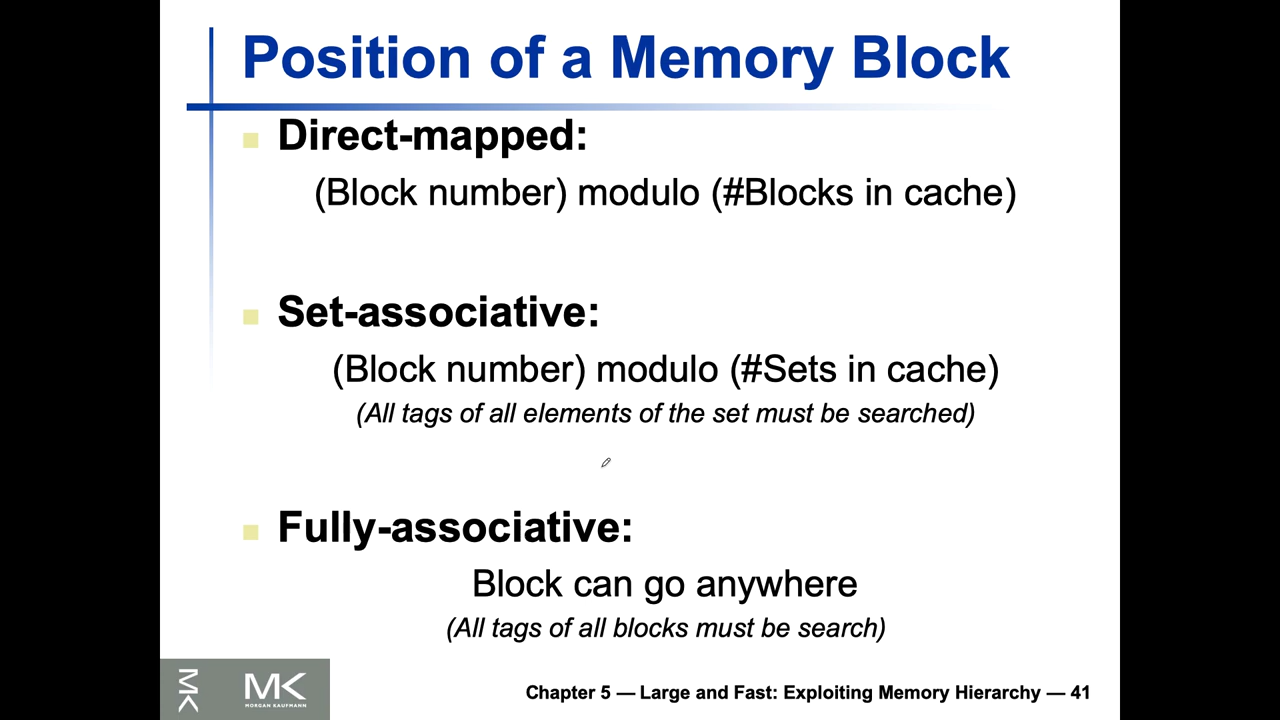 Position of a Memory Block
Direct-mapped:
(Block number) modulo (#Blocks in cache)
Set-associative:
(Block number) modulo (#Sets in cache)
(All tags of all elements of the set must be searched)
Fully-associative:
Block can go anywhere
(All tags of all blocks must be search)
MK
MK
MORGAN KAUFMANN
Chapter 5 — Large and Fast: Exploiting Memory Hierarchy — 41